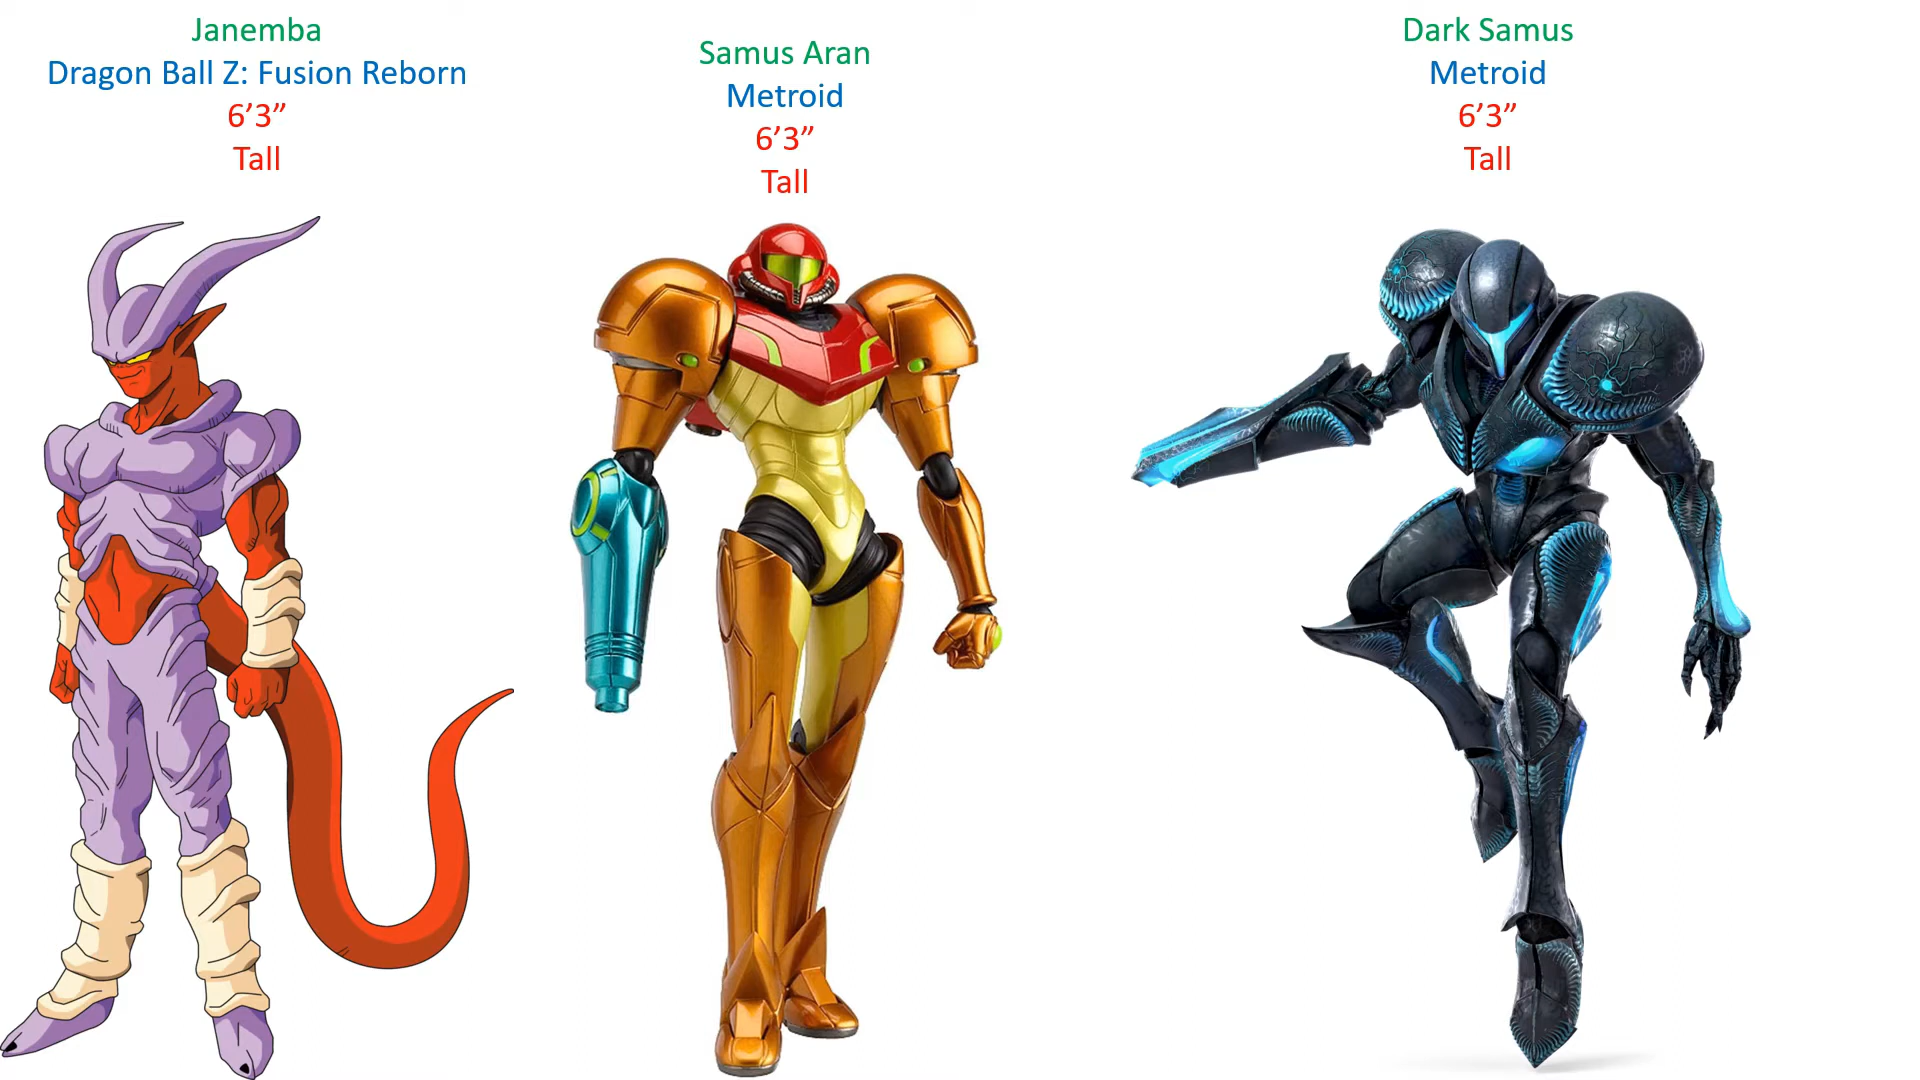 Janemba
Dragon Ball Z: Fusion Reborn
6’3”
Tall
Samus Aran
Metroid
6’3”
Tall
Dark Samus
Metroid
6’3”
Tall